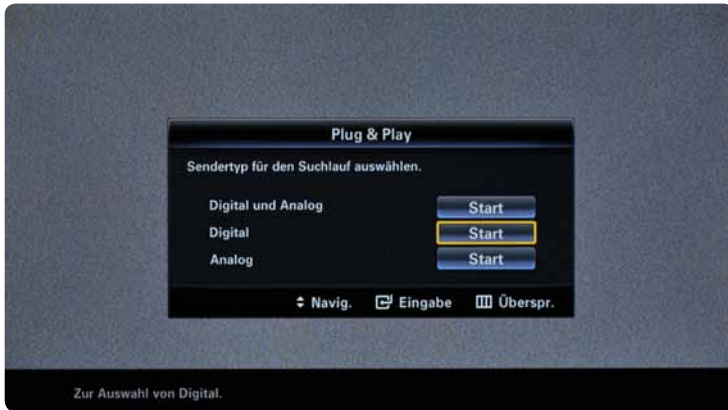 Plug & Play
Sendertyp für den Suchlauf auswählen.
Digital und Analog Start
Digital Start
Analog Start
Navig. Eingabe Überspr.
Zur Auswahl von Digital.